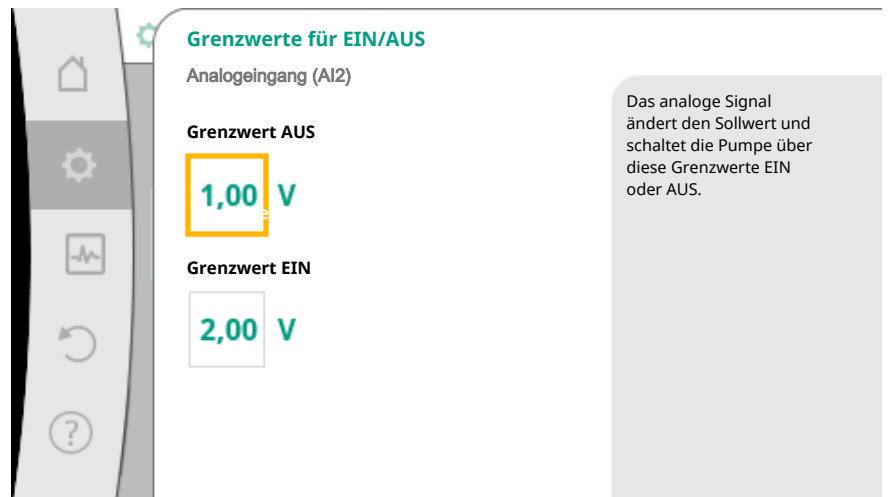 Grenzwerte für EIN/AUS
Analogeingang (AI2)
Grenzwert AUS
1,00 V
e
Grenzwert EIN
2,00 V
?
Das analoge Signal
ändert den Sollwert und
schaltet die Pumpe über
diese Grenzwerte EIN
oder AUS.